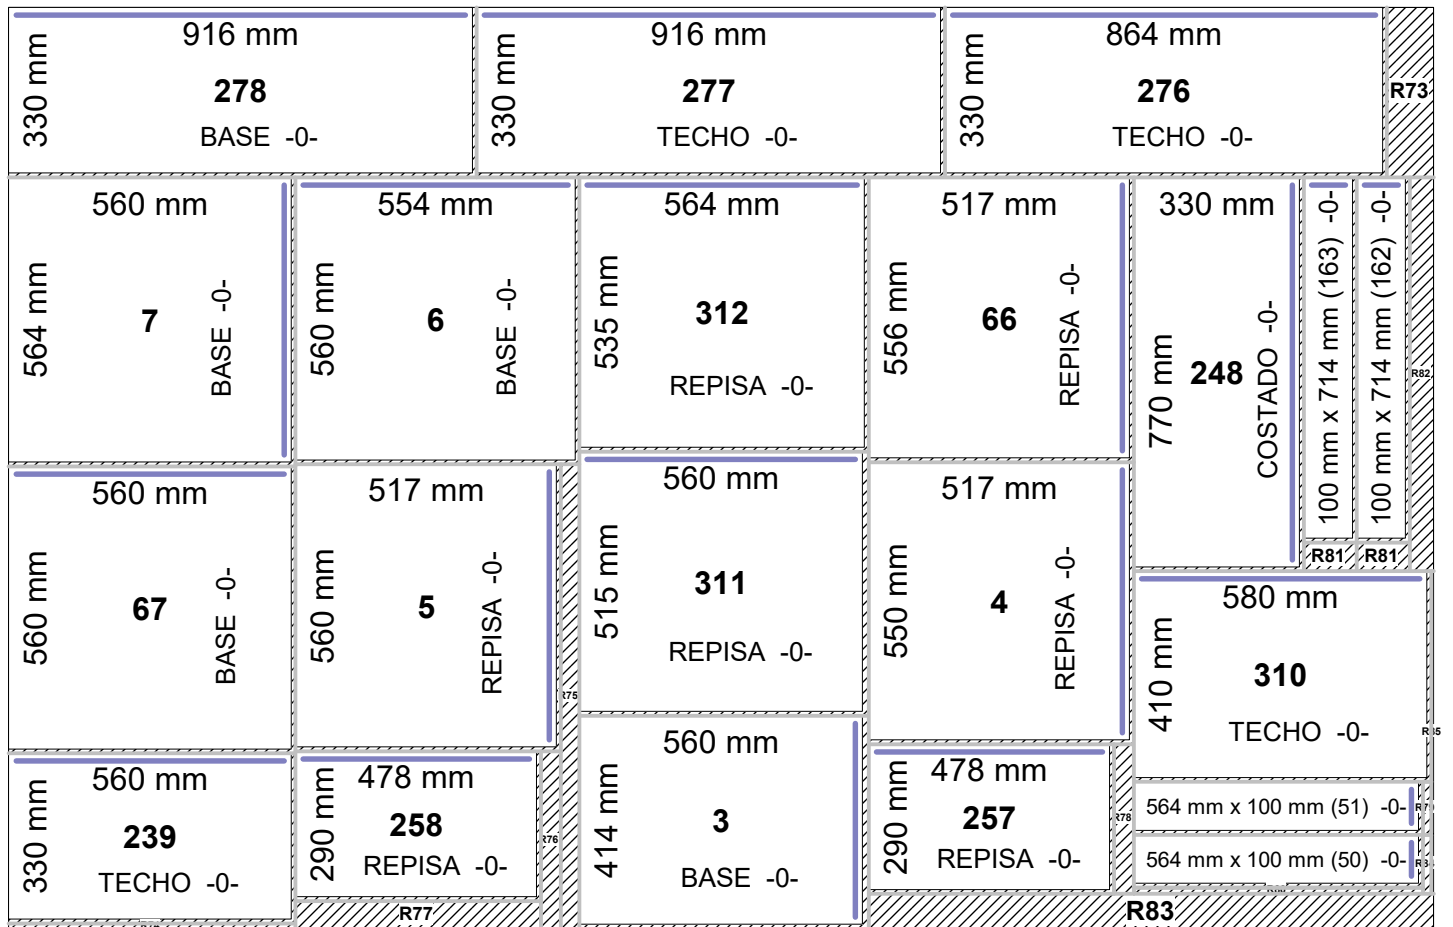 916 mm
330 mm
278
BASE -0-
916 mm
330 mm
277
TECHO -0-
864 mm
330 mm
276
TECHO -0-
R73
560 mm
564 mm
7
BASE -0-
554 mm
560 mm
6
BASE -0-
564 mm
535 mm
312
REPISA -0-
517 mm
556 mm
66
REPISA -0-
330 mm
770 mm
248
COSTADO -0-
100 mm x 714 mm (163) -0-
100 mm x 714 mm (162) -0-
R82
R81
R81
560 mm
560 mm
67
BASE -0-
517 mm
560 mm
5
REPISA -0-
R75
560 mm
515 mm
311
REPISA -0-
517 mm
550 mm
4
REPISA -0-
580 mm
410 mm
310
TECHO -0-
560 mm
330 mm
239
TECHO -0-
478 mm
290 mm
258
REPISA -0-
R76
R77
560 mm
414 mm
3
BASE -0-
478 mm
290 mm
257
REPISA -0-
R78
564 mm x 100 mm (51) -0-
564 mm x 100 mm (50) -0-
R83